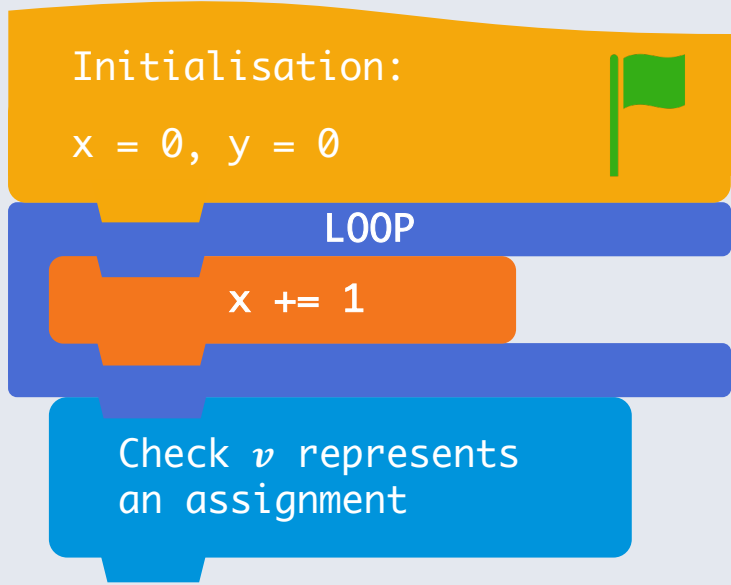 Initialisation:
x = 0, y = 0
LOOP
x += 1
Check v represents
an assignment